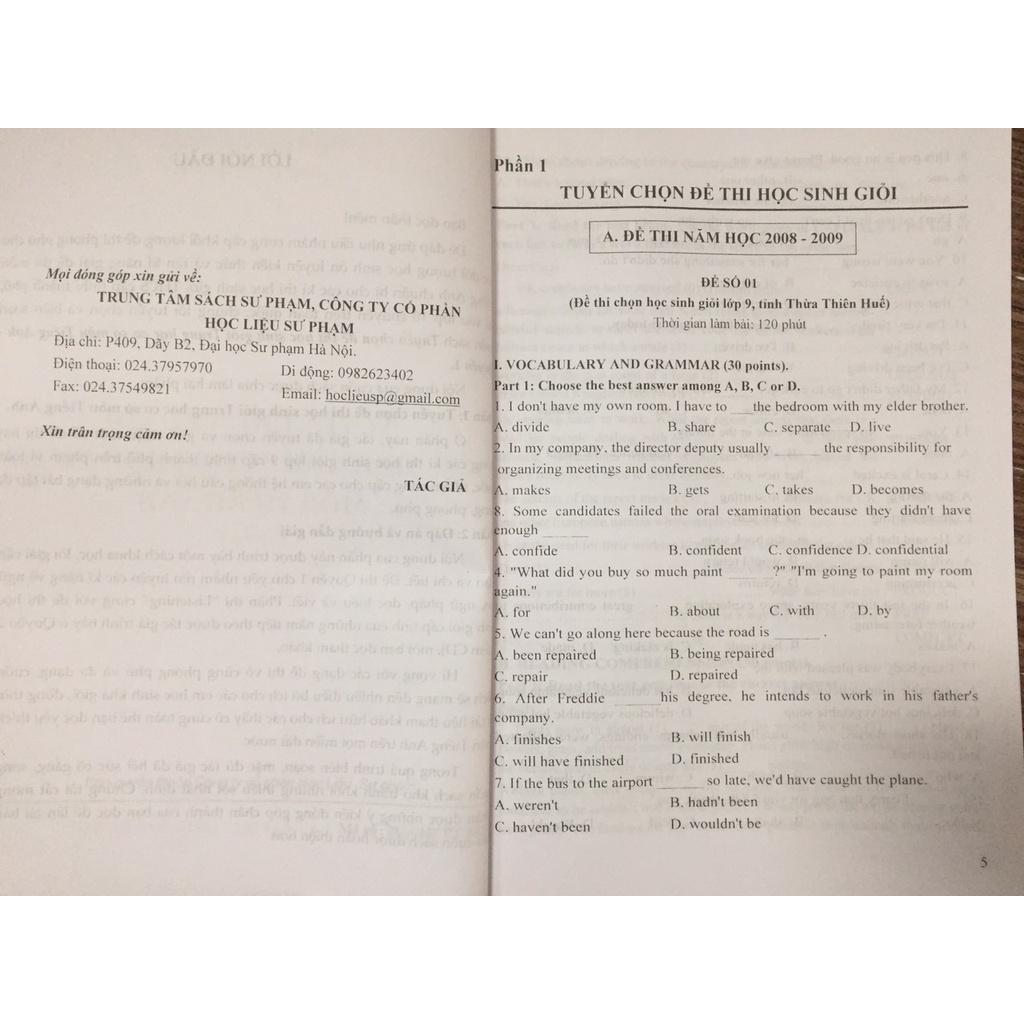 Mọi đóng góp xin gửi về:
TRUNG TÂM SÁCH SƯ PHẠM, CÔNG TY CỔ PHẦN
HỌC LIỆU SƯ PHẠM
Địa chỉ: P409, Dãy B2, Đại học Sư phạm Hà Nội.
Điện thoại: 024.37957970 Di động: 0982623402
Fax: 024.37549821 Email: hoclieusp@gmail.com
Xin trân trọng cảm ơn!
TÁC GIẢ
Phần 1
TUYỂN CHỌN ĐỀ THI HỌC SINH GIỎI
A. ĐỀ THI NĂM HỌC 2008 - 2009
ĐỀ SỐ 01
(Đề thi chọn học sinh giỏi lớp 9, tỉnh Thừa Thiên Huế)
Thời gian làm bài: 120 phút
I. VOCABULARY AND GRAMMAR (30 points).
Part 1: Choose the best answer among A, B, C or D.
1. I don't have my own room. I have to ___ the bedroom with my elder brother.
A. divide B. share C. separate D. live
2. In my company, the director deputy usually ______ the responsibility for
organizing meetings and conferences.
A. makes B. gets C. takes D. becomes
8. Some candidates failed the oral examination because they didn't have
enough ______
A. confide B. confident C. confidence D. confidential
4. "What did you buy so much paint ______ ?" "I'm going to paint my room
again."
A. for B. about C. with D. by
5. We can't go along here because the road is ______ .
A. been repaired B. being repaired
C. repair D. repaired
6. After Freddie ______ his degree, he intends to work in his father's
company.
A. finishes B. will finish
C. will have finished D. finished
7. If the bus to the airport ______ so late, we'd have caught the plane.
A. weren't B. hadn't been
C. haven't been D. wouldn't be
5